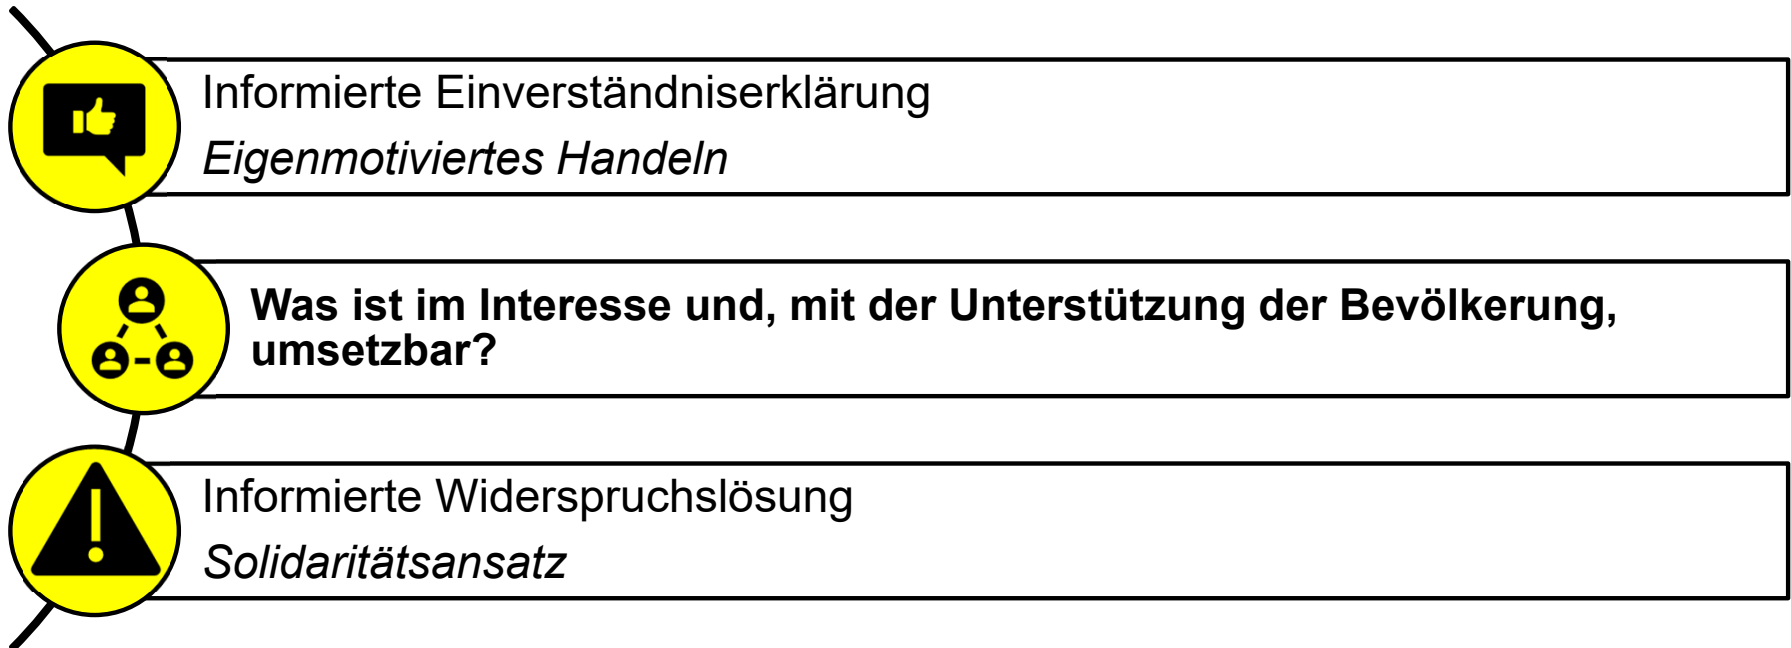 Informierte Einverständniserklärung
Eigenmotiviertes Handeln
Was ist im Interesse und, mit der Unterstützung der Bevölkerung,
umsetzbar?
Informierte Widerspruchslösung
Solidaritätsansatz